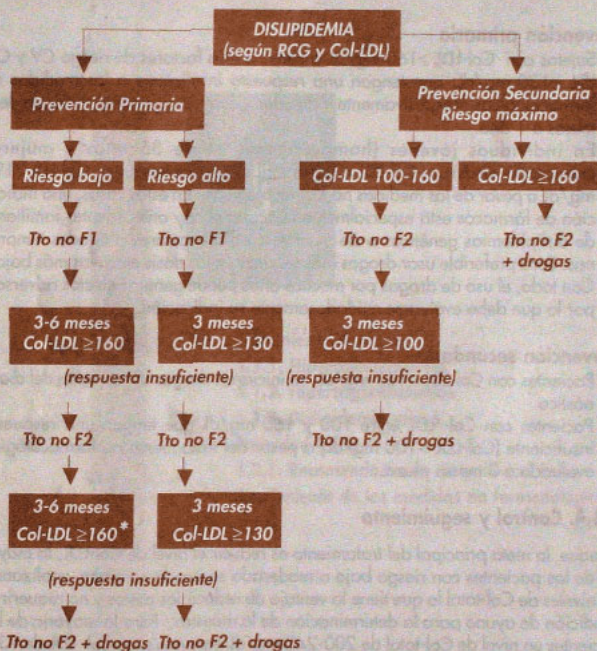 DISLIPIDEMIA
(según RCG y Col-LDL)
Prevención Primaria
Prevención Secundaria
Riesgo máximo
Riesgo bajo
Riesgo alto
Col-LDL 100-160
Col-LDL ≥160
Tto no F1
Tto no F1
Tto no F2
Tto no F2
+ drogas
3-6 meses
Col-LDL ≥160
3 meses
Col-LDL ≥130
3 meses
Col-LDL ≥100
(respuesta insuficiente)
(respuesta insuficiente)
Tto no F2
Tto no F2
Tto no F2 + drogas
3-6 meses
Col-LDL ≥160*
3 meses
Col-LDL ≥130
(respuesta insuficiente)
Tto no F2 + drogas
Tto no F2 + drogas